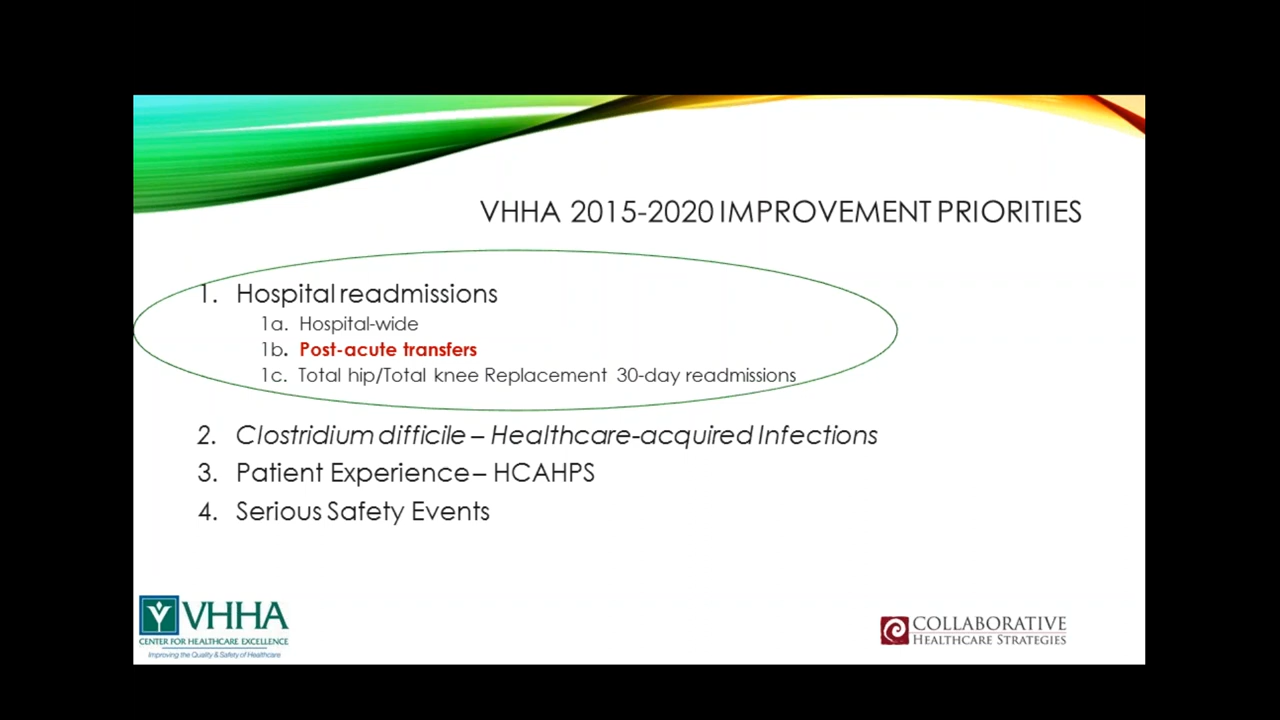 VHHA 2015-2020 IMPROVEMENT PRIORITIES
1. Hospital readmissions
1a. Hospital-wide
1b. Post-acute transfers
1c. Total hip/Total knee Replacement 30-day readmissions
2. Clostridium difficile – Healthcare-acquired Infections
3. Patient Experience – HCAHPS
4. Serious Safety Events
VHHA
CENTER FOR HEALTHCARE EXCELLENCE
Improving the Quality & Safety of Healthcare
COLLABORATIVE
HEALTHCARE STRATEGIES